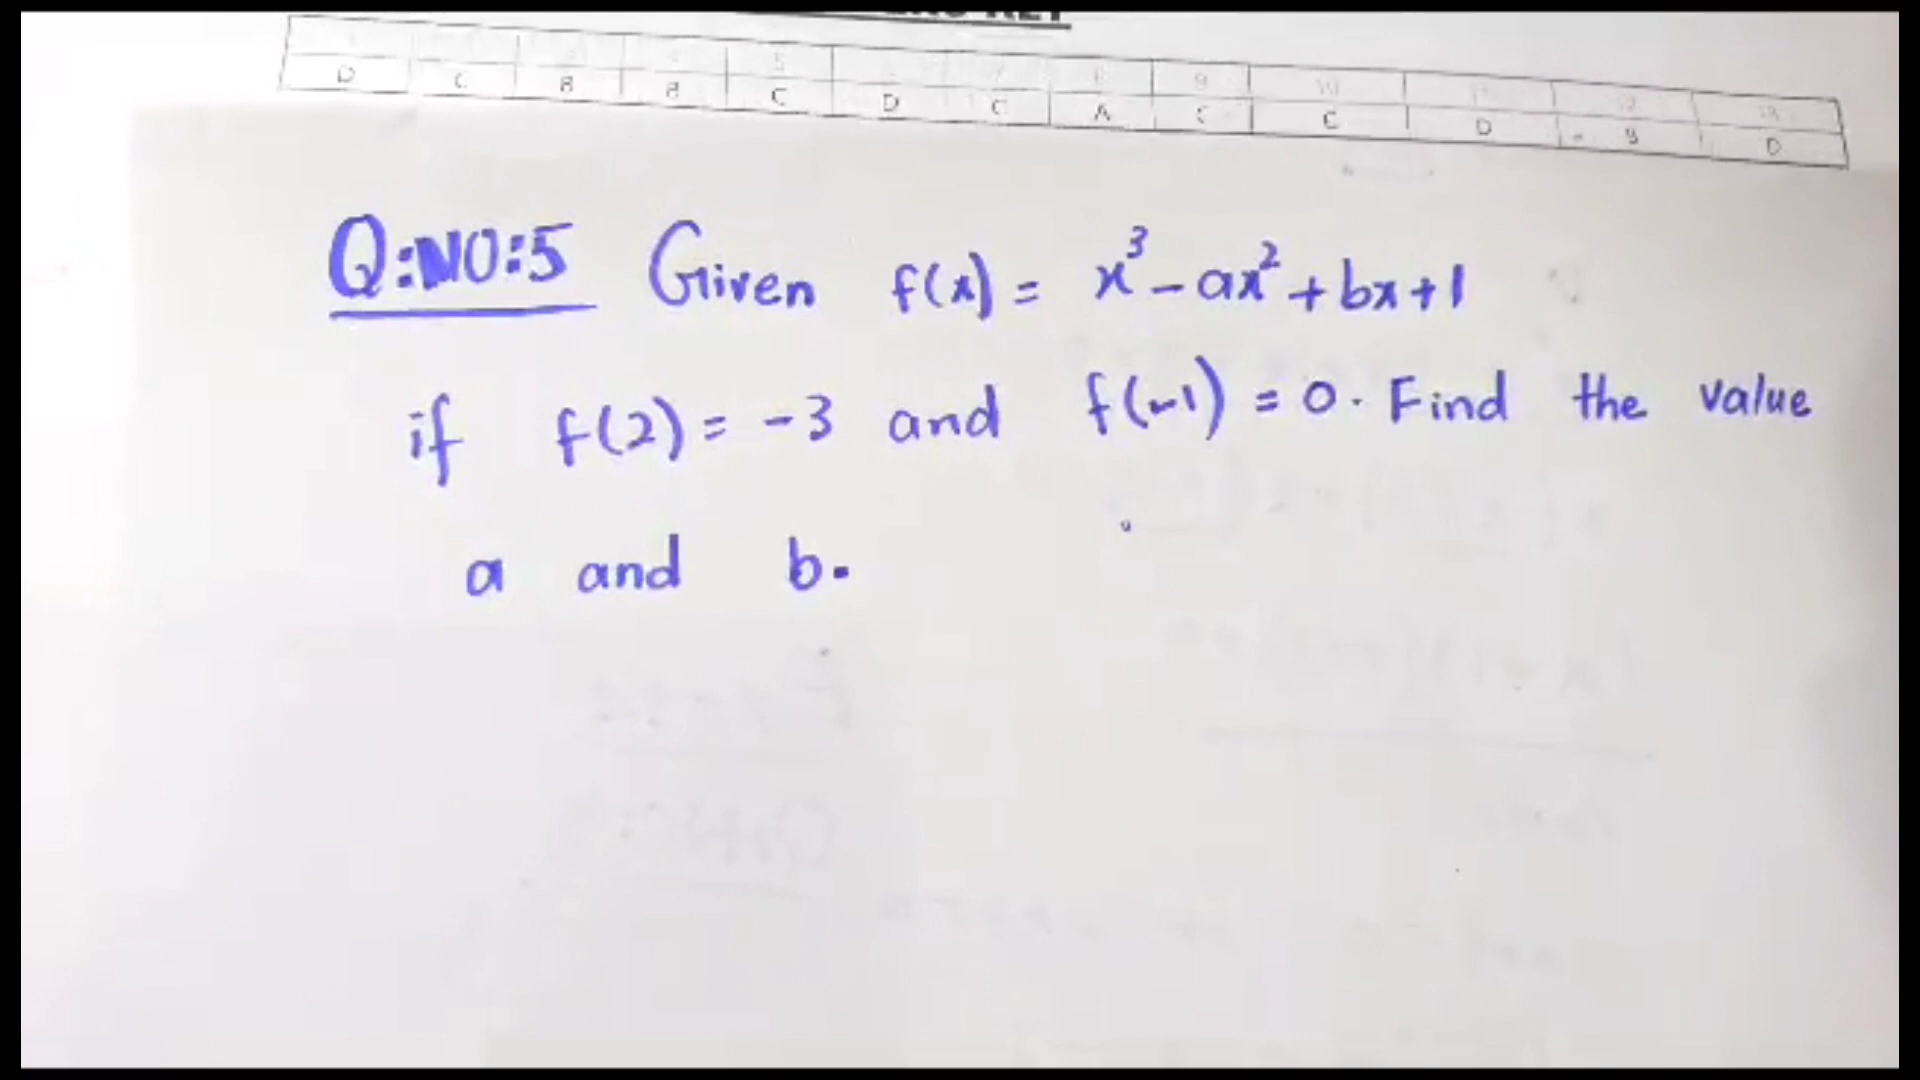 D C B B C D C A C C D B D
Q:NO:5 Given f(x) = x³ - ax² + bx + 1
if f(2) = -3 and f(-1) = 0. Find the value
a and b.